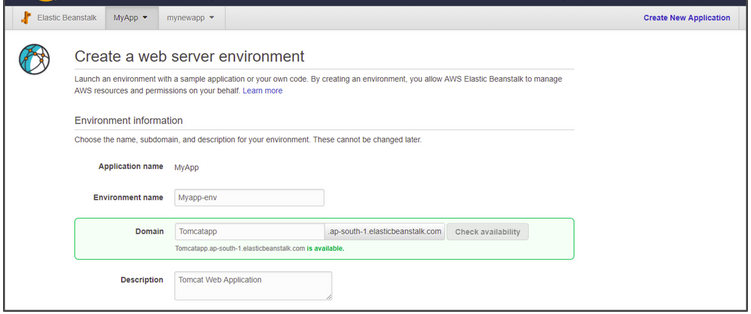 Elastic Beanstalk MyApp mynewapp Create New Application
Create a web server environment
Launch an environment with a sample application or your own code. By creating an environment, you allow AWS Elastic Beanstalk to manage
AWS resources and permissions on your behalf. Learn more
Environment information
Choose the name, subdomain, and description for your environment. These cannot be changed later.
Application name MyApp
Environment name Myapp-env
Domain Tomcatapp .ap-south-1.elasticbeanstalk.com Check availability
Tomcatapp.ap-south-1.elasticbeanstalk.com is available.
Description Tomcat Web Application